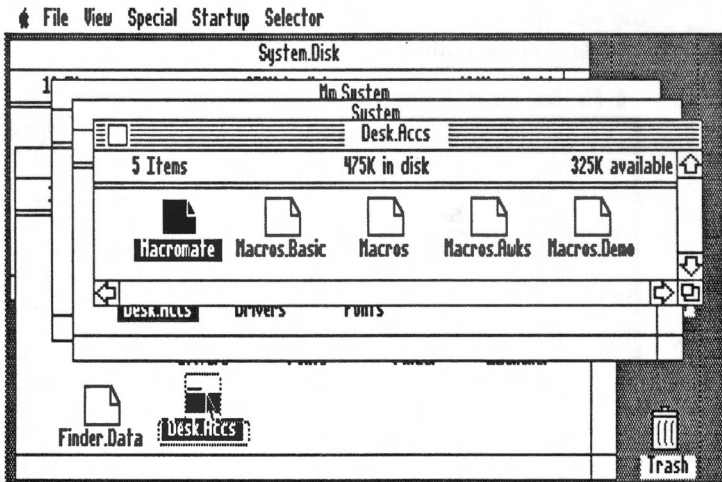 File View Special Startup Selector
System.Disk
Mm.System
System
Desk.Accs
5 Items 475K in disk 325K available
Macromate Macros.Basic Macros Macros.Awks Macros.Demo
Desk.Accs Drivers Fonts
Finder.Data Desk.Accs
Trash